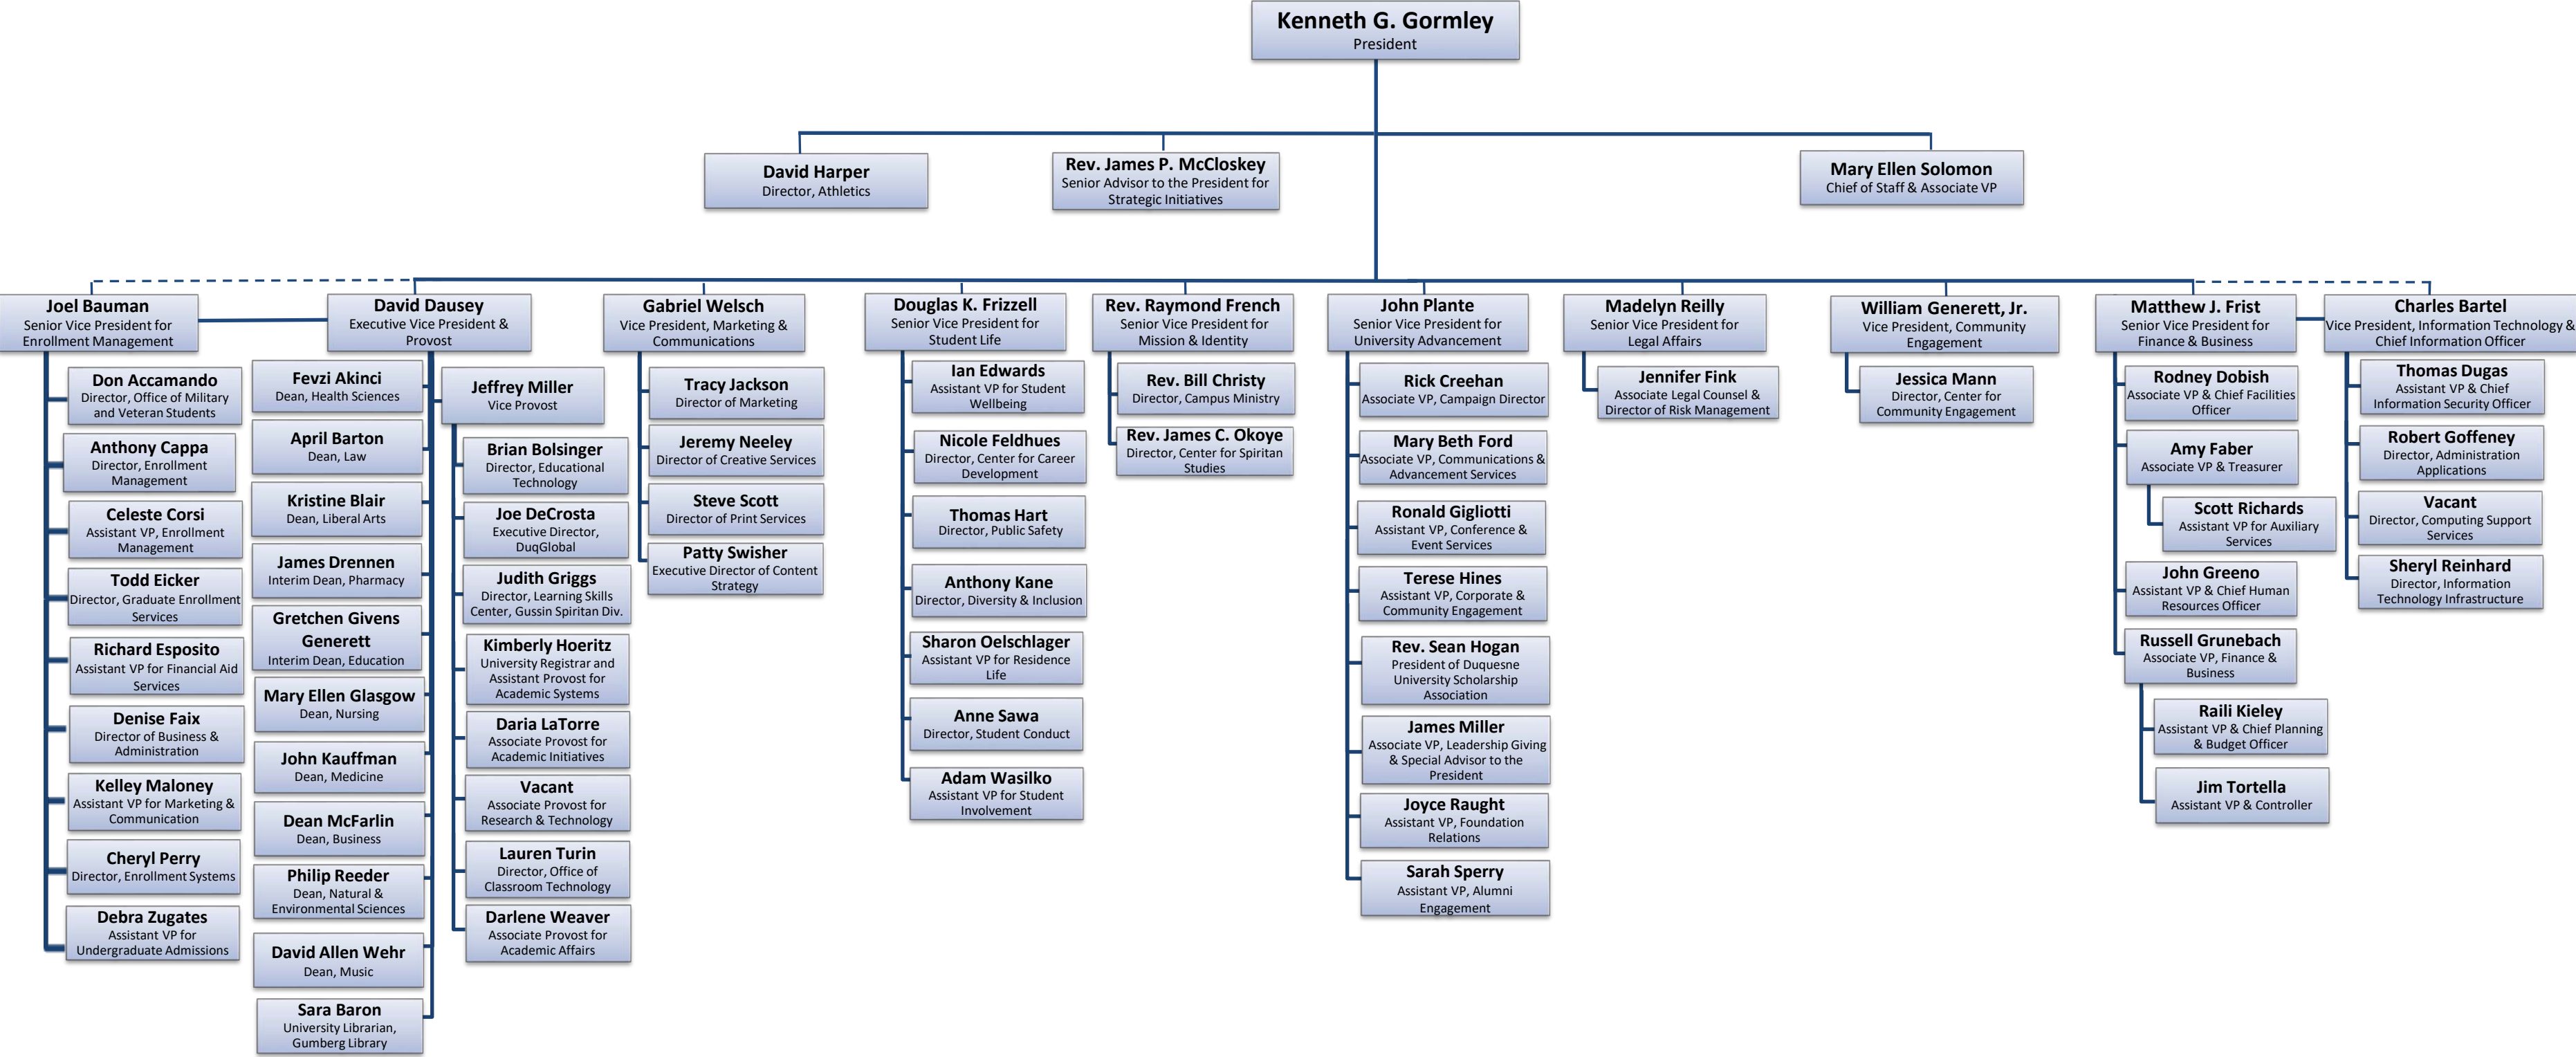 Kenneth G. Gormley
President
David Harper
Director, Athletics
Rev. James P. McCloskey
Senior Advisor to the President for
Strategic Initiatives
Mary Ellen Solomon
Chief of Staff & Associate VP
Joel Bauman
Senior Vice President for
Enrollment Management
Don Accamando
Director, Office of Military
and Veteran Students
Anthony Cappa
Director, Enrollment
Management
Celeste Corsi
Assistant VP, Enrollment
Management
Todd Eicker
Director, Graduate Enrollment
Services
Richard Esposito
Assistant VP for Financial Aid
Services
Denise Faix
Director of Business &
Administration
Kelley Maloney
Assistant VP for Marketing &
Communication
Cheryl Perry
Director, Enrollment Systems
Debra Zugates
Assistant VP for
Undergraduate Admissions
David Dausey
Executive Vice President &
Provost
Fevzi Akinci
Dean, Health Sciences
April Barton
Dean, Law
Kristine Blair
Dean, Liberal Arts
James Drennen
Interim Dean, Pharmacy
Gretchen Givens
Generett
Interim Dean, Education
Mary Ellen Glasgow
Dean, Nursing
John Kauffman
Dean, Medicine
Dean McFarlin
Dean, Business
Philip Reeder
Dean, Natural &
Environmental Sciences
David Allen Wehr
Dean, Music
Sara Baron
University Librarian,
Gumberg Library
Jeffrey Miller
Vice Provost
Brian Bolsinger
Director, Educational
Technology
Joe DeCrosta
Executive Director,
DuqGlobal
Judith Griggs
Director, Learning Skills
Center, Gussin Spiritan Div.
Kimberly Hoeritz
University Registrar and
Assistant Provost for
Academic Systems
Daria LaTorre
Associate Provost for
Academic Initiatives
Vacant
Associate Provost for
Research & Technology
Lauren Turin
Director, Office of
Classroom Technology
Darlene Weaver
Associate Provost for
Academic Affairs
Gabriel Welsch
Vice President, Marketing &
Communications
Tracy Jackson
Director of Marketing
Jeremy Neeley
Director of Creative Services
Steve Scott
Director of Print Services
Patty Swisher
Executive Director of Content
Strategy
Douglas K. Frizzell
Senior Vice President for
Student Life
Ian Edwards
Assistant VP for Student
Wellbeing
Nicole Feldhues
Director, Center for Career
Development
Thomas Hart
Director, Public Safety
Anthony Kane
Director, Diversity & Inclusion
Sharon Oelschlager
Assistant VP for Residence
Life
Anne Sawa
Director, Student Conduct
Adam Wasilko
Assistant VP for Student
Involvement
Rev. Raymond French
Senior Vice President for
Mission & Identity
Rev. Bill Christy
Director, Campus Ministry
Rev. James C. Okoye
Director, Center for Spiritan
Studies
John Plante
Senior Vice President for
University Advancement
Rick Creehan
Associate VP, Campaign Director
Mary Beth Ford
Associate VP, Communications &
Advancement Services
Ronald Gigliotti
Assistant VP, Conference &
Event Services
Terese Hines
Assistant VP, Corporate &
Community Engagement
Rev. Sean Hogan
President of Duquesne
University Scholarship
Association
James Miller
Associate VP, Leadership Giving
& Special Advisor to the
President
Joyce Raught
Assistant VP, Foundation
Relations
Sarah Sperry
Assistant VP, Alumni
Engagement
Madelyn Reilly
Senior Vice President for
Legal Affairs
Jennifer Fink
Associate Legal Counsel &
Director of Risk Management
William Generett, Jr.
Vice President, Community
Engagement
Jessica Mann
Director, Center for
Community Engagement
Matthew J. Frist
Senior Vice President for
Finance & Business
Rodney Dobish
Associate VP & Chief Facilities
Officer
Amy Faber
Associate VP & Treasurer
Scott Richards
Assistant VP for Auxiliary
Services
John Greeno
Assistant VP & Chief Human
Resources Officer
Russell Grunebach
Associate VP, Finance &
Business
Raili Kieley
Assistant VP & Chief Planning
& Budget Officer
Jim Tortella
Assistant VP & Controller
Charles Bartel
Vice President, Information Technology &
Chief Information Officer
Thomas Dugas
Assistant VP & Chief
Information Security Officer
Robert Goffeney
Director, Administration
Applications
Vacant
Director, Computing Support
Services
Sheryl Reinhard
Director, Information
Technology Infrastructure